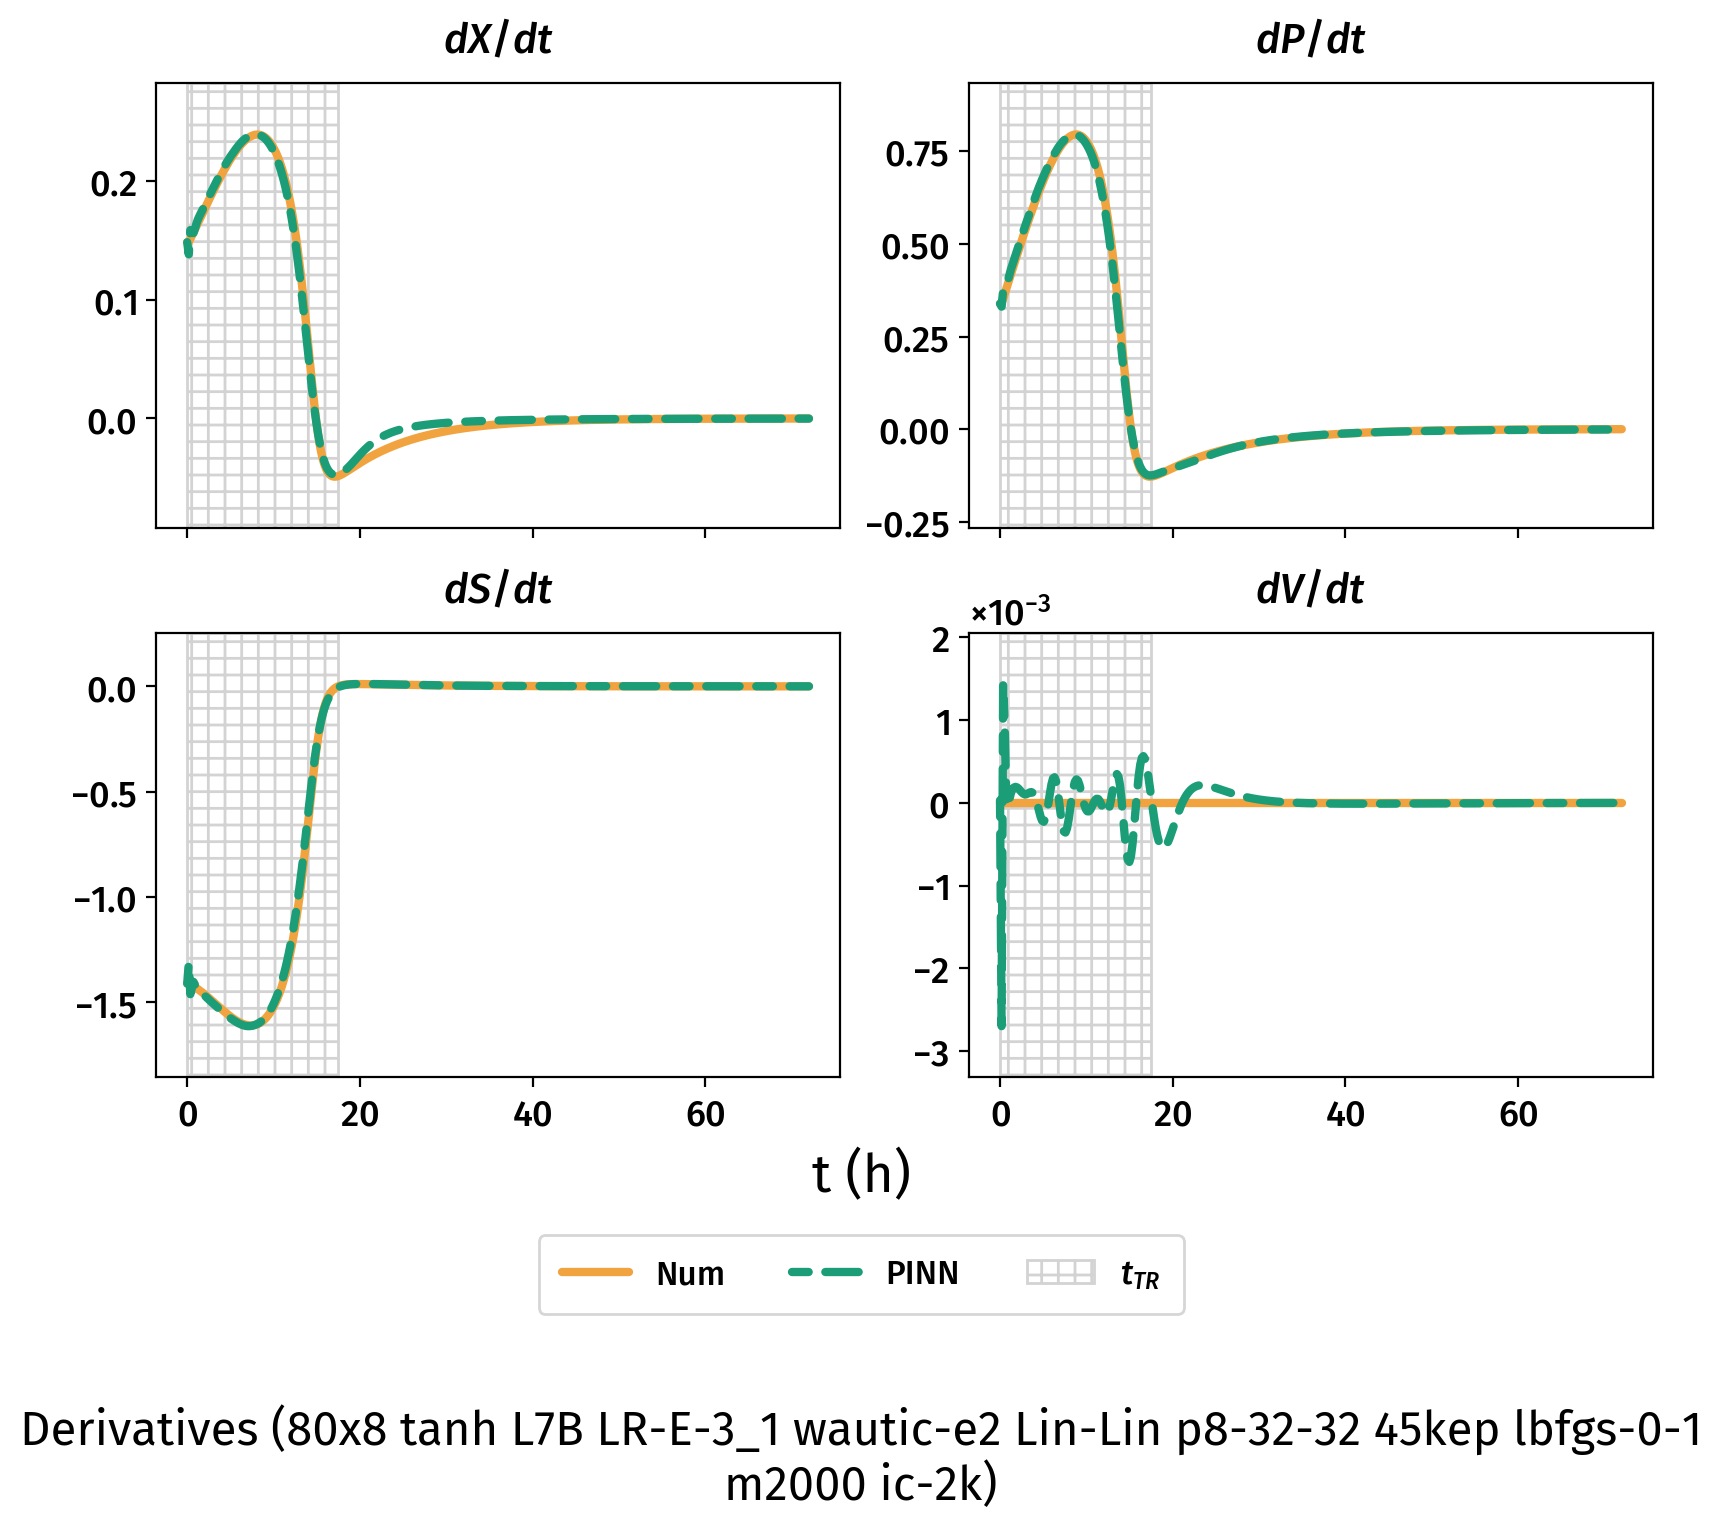 dX/dt
dP/dt
0.2
0.1
0.0
0.75
0.50
0.25
0.00
−0.25
dS/dt
dV/dt
×10⁻³
0.0
−0.5
−1.0
−1.5
2
1
0
−1
−2
−3
0 20 40 60
0 20 40 60
t (h)
Num PINN t_TR
Derivatives (80x8 tanh L7B LR-E-3_1 wautic-e2 Lin-Lin p8-32-32 45kep lbfgs-0-1
m2000 ic-2k)